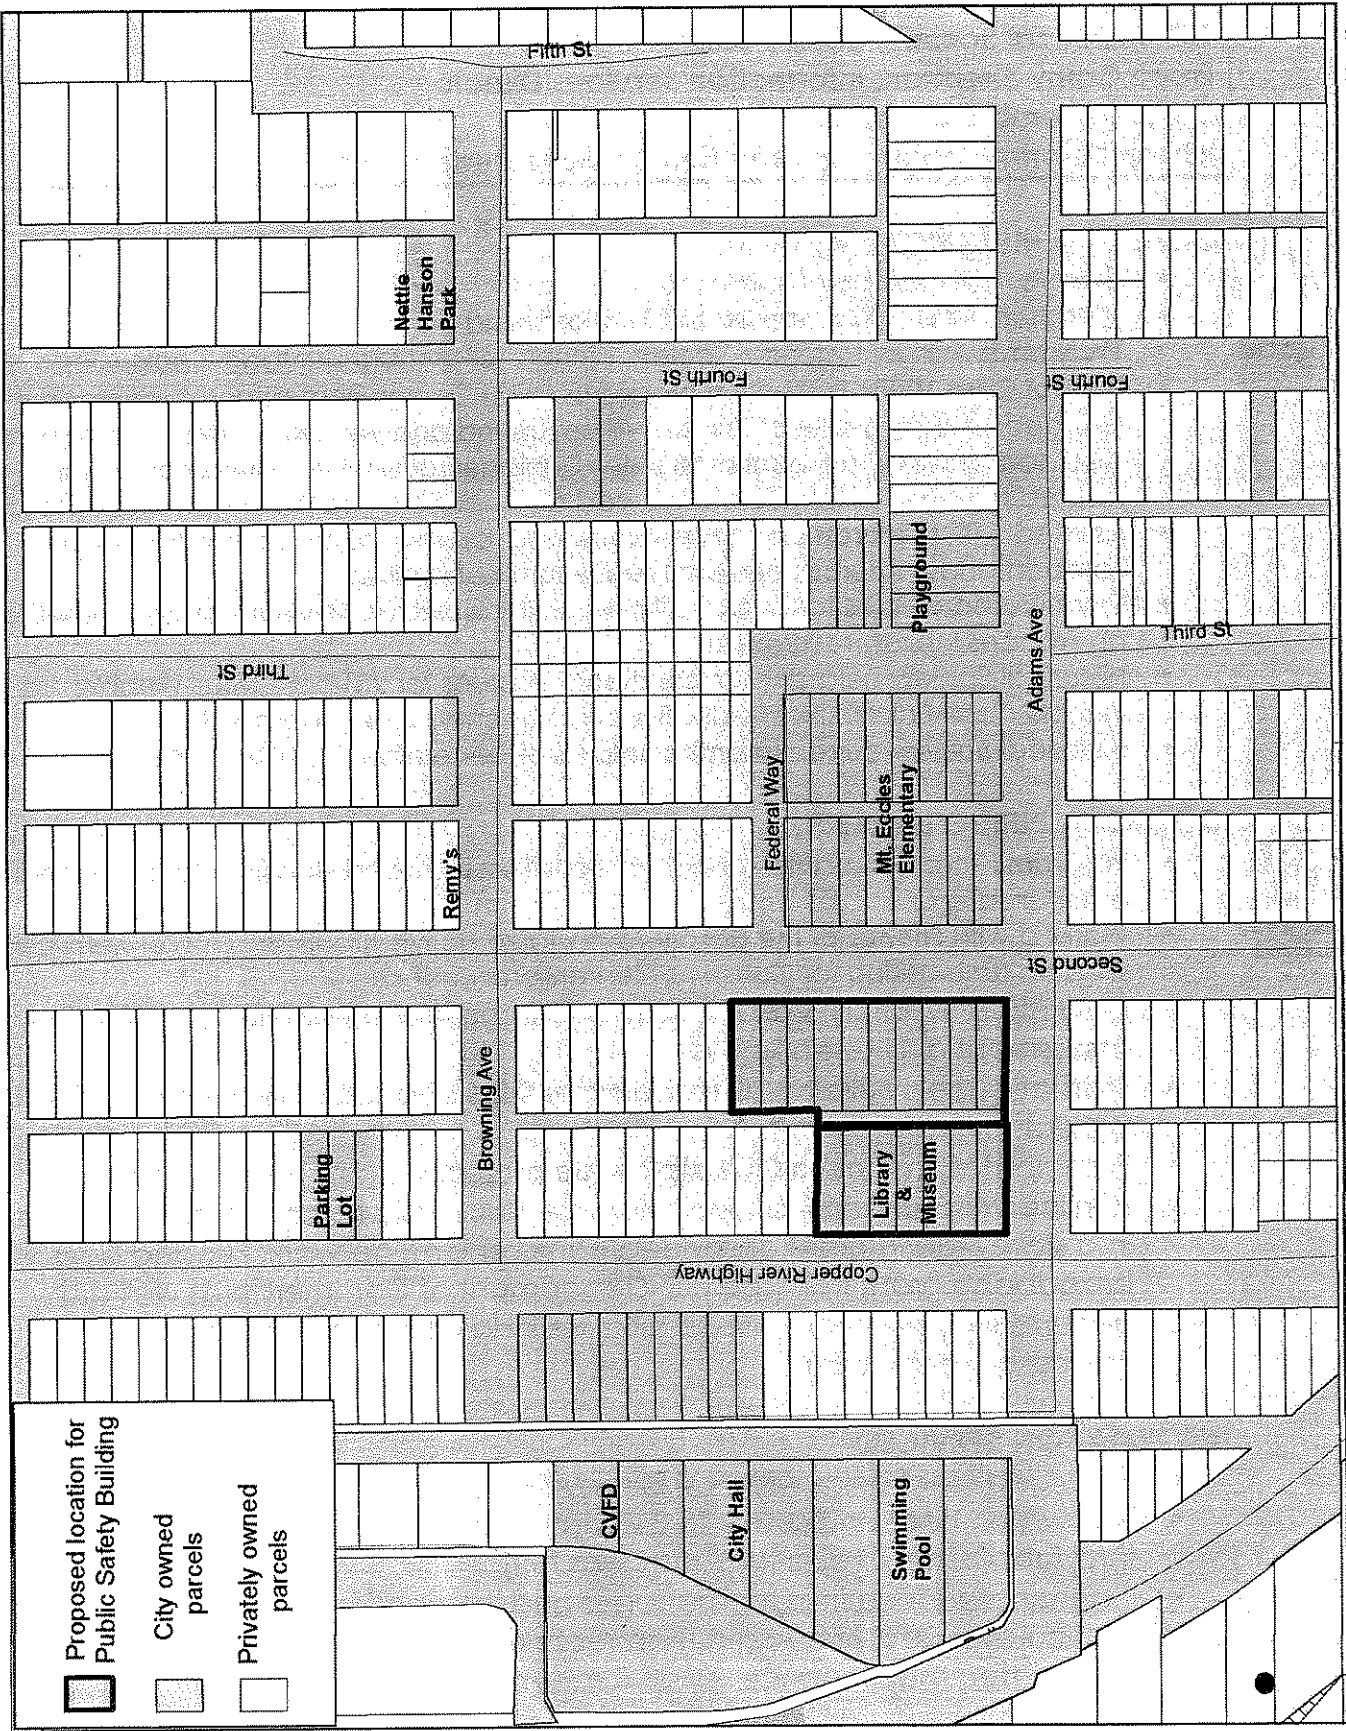 Proposed location for
Public Safety Building
City owned
parcels
Privately owned
parcels
CVFD
City Hall
Swimming
Pool
Copper River Highway
Parking
Lot
Library
&
Museum
Browning Ave
Second St
Remy's
Federal Way
Mt. Eccles
Elementary
Adams Ave
Third St
Third St
Playground
Fourth St
Fourth St
Nettie
Hanson
Park
Fifth St